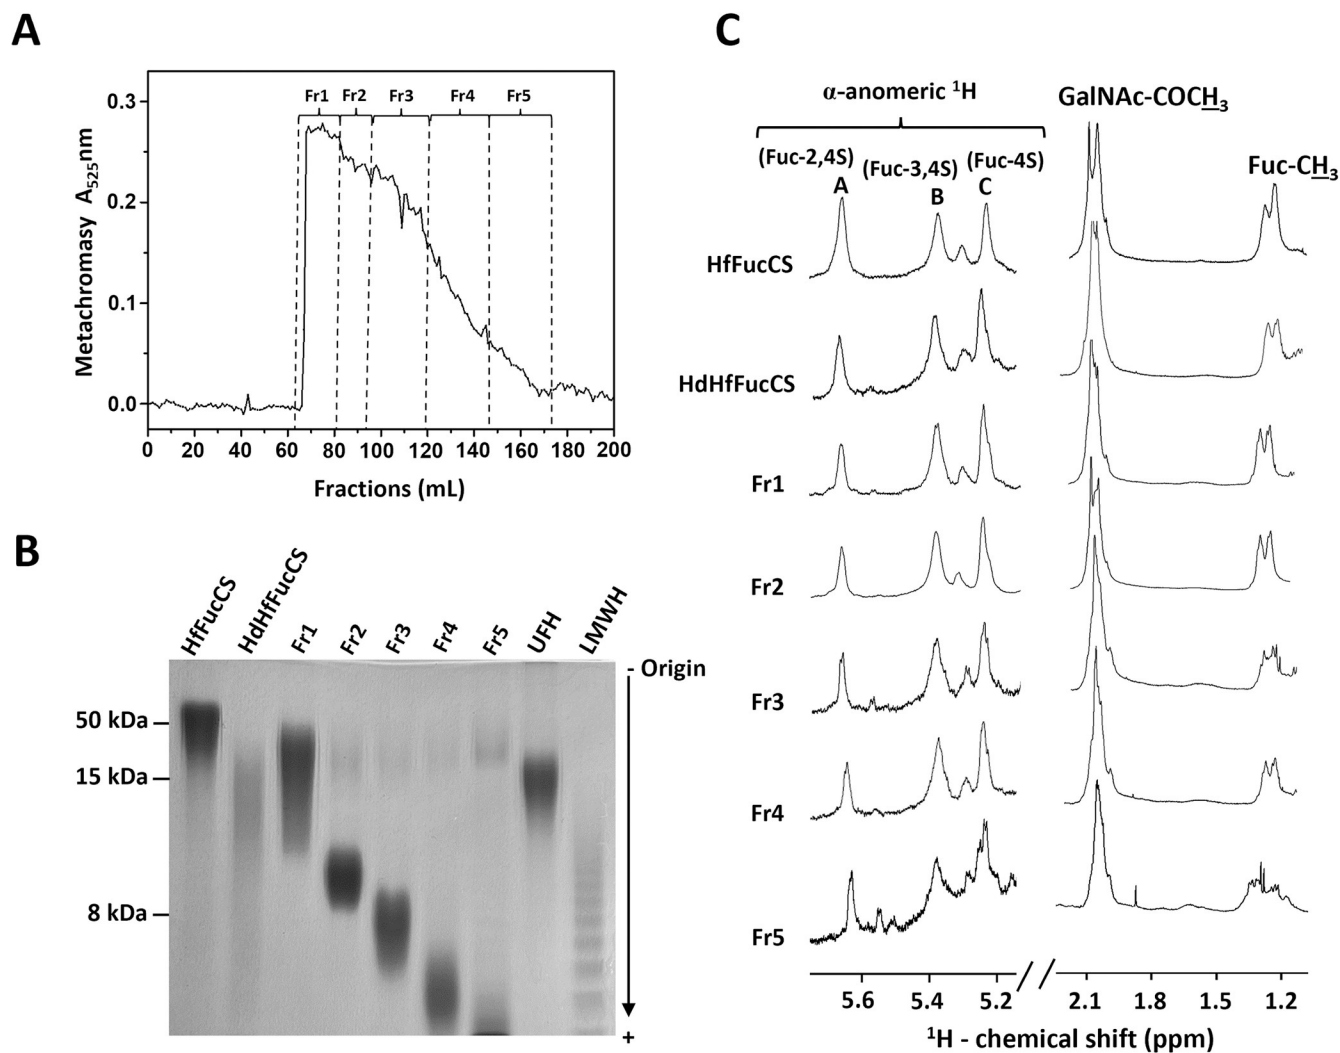 A
Fr1 Fr2 Fr3 Fr4 Fr5
Metachromasy A525nm
0.3
0.2
0.1
0.0
0 20 40 60 80 100 120 140 160 180 200
Fractions (mL)
B
HfFucCS HdHfFucCS Fr1 Fr2 Fr3 Fr4 Fr5 UFH LMWH
- Origin
50 kDa
15 kDa
8 kDa
+
C
α-anomeric ¹H
GalNAc-COCH₃
(Fuc-2,4S) (Fuc-3,4S) (Fuc-4S)
Fuc-CH₃
A B C
HfFucCS
HdHfFucCS
Fr1
Fr2
Fr3
Fr4
Fr5
5.6 5.4 5.2 2.1 1.8 1.5 1.2
¹H - chemical shift (ppm)